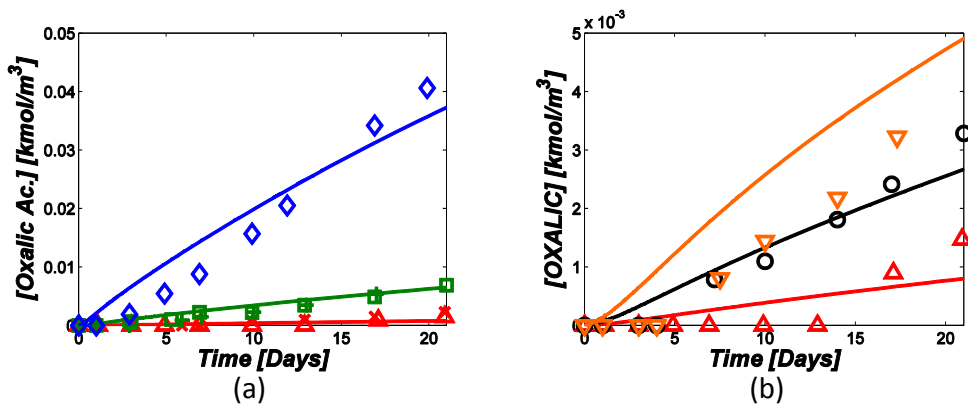 0.05
0.04
0.03
0.02
0.01
0
0 5 10 15 20
[Oxalic Ac.] [kmol/m³]
Time [Days]
(a)
5 x 10⁻³
4
3
2
1
0
0 5 10 15 20
[OXALIC] [kmol/m³]
Time [Days]
(b)